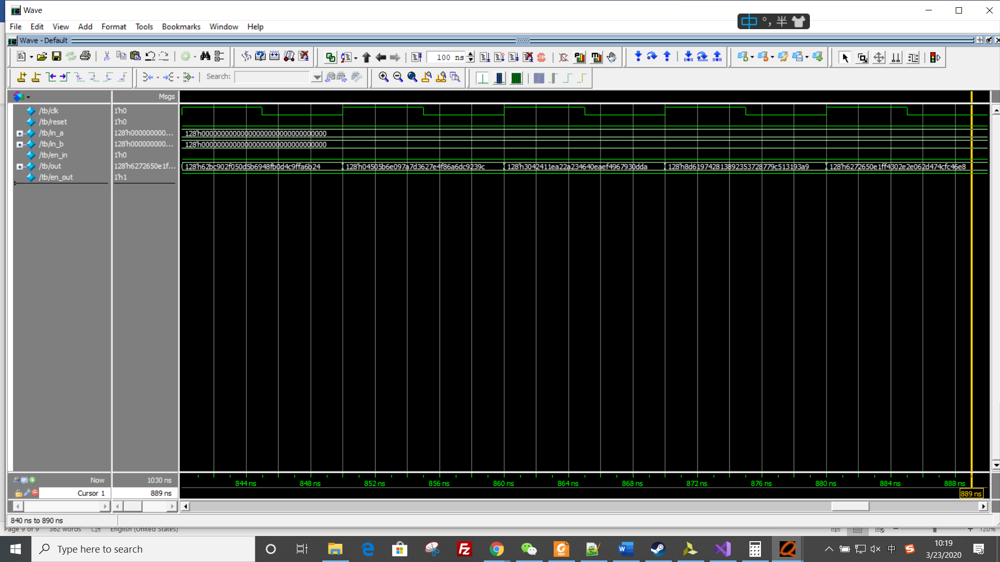 Wave
File Edit View Add Format Tools Bookmarks Window Help
中 °, 半
Wave - Default
100 ns
Search:
Msgs
/tb/clk 1'h0
/tb/reset 1'h0
/tb/in_a 128'h000000000... 128'h00000000000000000000000000000000
/tb/in_b 128'h000000000... 128'h00000000000000000000000000000000
/tb/en_in 1'h0
/tb/out 128'h6272650e1f... 128'h62bc902f050d5b6948fb0d4c9ffa6b24 128'h04505b6e097a7d3627e4f86a6dc9239c 128'h3042411ea22a234640eaef4967930dda 128'h8d6197428138923537​28779c513193a9 128'h6272650e1ff4302e2e062d474cfc46e8
/tb/en_out 1'h1
Now 1030 ns
844 ns 848 ns 852 ns 856 ns 860 ns 864 ns 868 ns 872 ns 876 ns 880 ns 884 ns 888 ns
Cursor 1 889 ns
889 ns
840 ns to 890 ns
Page 9 of 9 362 words English (United States) 120%
Type here to search
中
10:19
3/23/2020